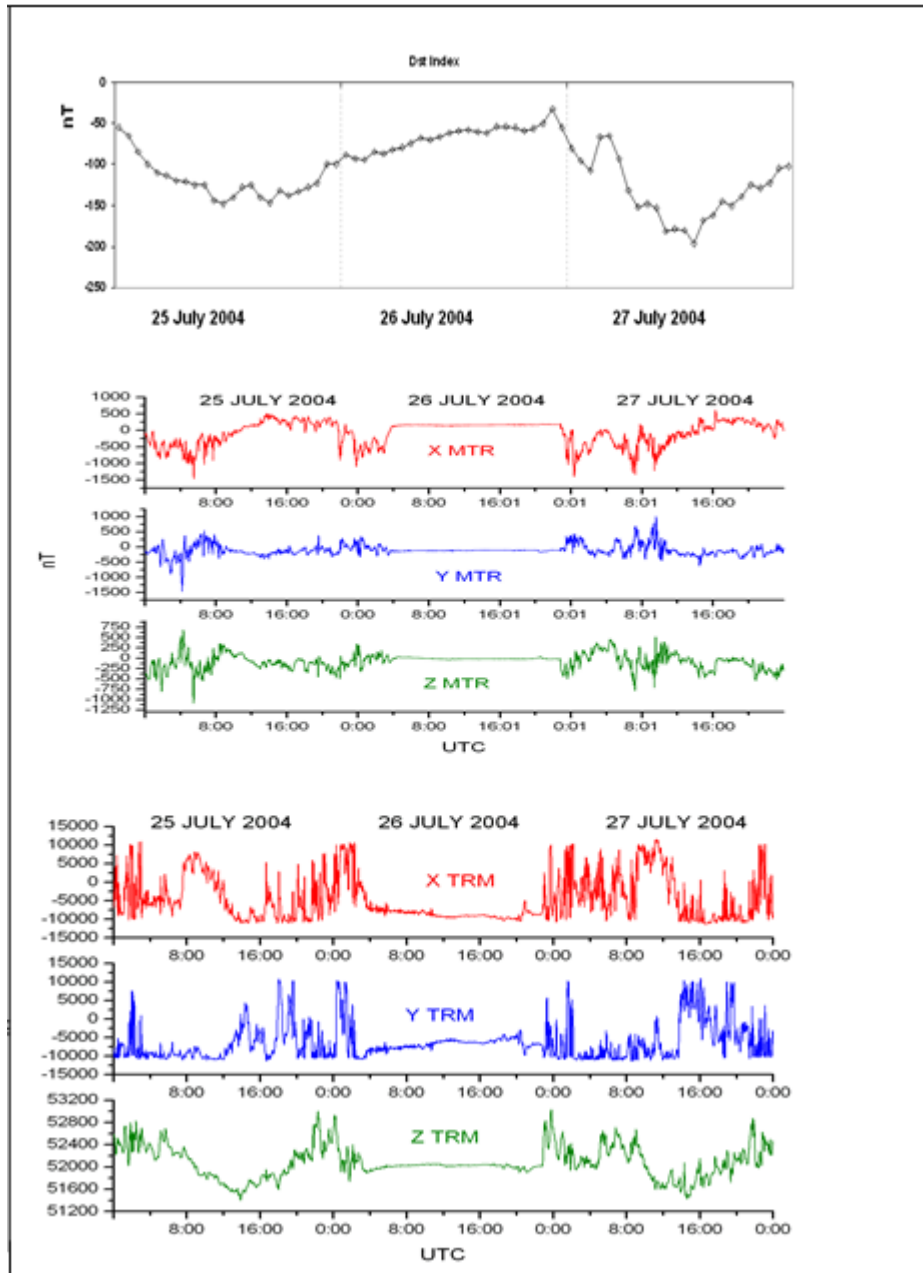 Dst Index
nT
0
-50
-100
-150
-200
-250
25 July 2004 26 July 2004 27 July 2004
25 JULY 2004 26 JULY 2004 27 JULY 2004
1000
500
0
-500
-1000
-1500
X MTR
8:00 16:00 0:00 8:00 16:01 0:01 8:01 16:00
nT
1000
500
0
-500
-1000
-1500
Y MTR
8:00 16:00 0:00 8:00 16:01 0:01 8:01 16:00
750
500
250
0
-250
-500
-750
-1000
-1250
Z MTR
8:00 16:00 0:00 8:00 16:01 0:01 8:01 16:00
UTC
25 JULY 2004 26 JULY 2004 27 JULY 2004
15000
10000
5000
0
-5000
-10000
-15000
X TRM
8:00 16:00 0:00 8:00 16:00 0:00 8:00 16:00 0:00
15000
10000
5000
0
-5000
-10000
-15000
Y TRM
8:00 16:00 0:00 8:00 16:00 0:00 8:00 16:00 0:00
53200
52800
52400
52000
51600
51200
Z TRM
8:00 16:00 0:00 8:00 16:00 0:00 8:00 16:00 0:00
UTC